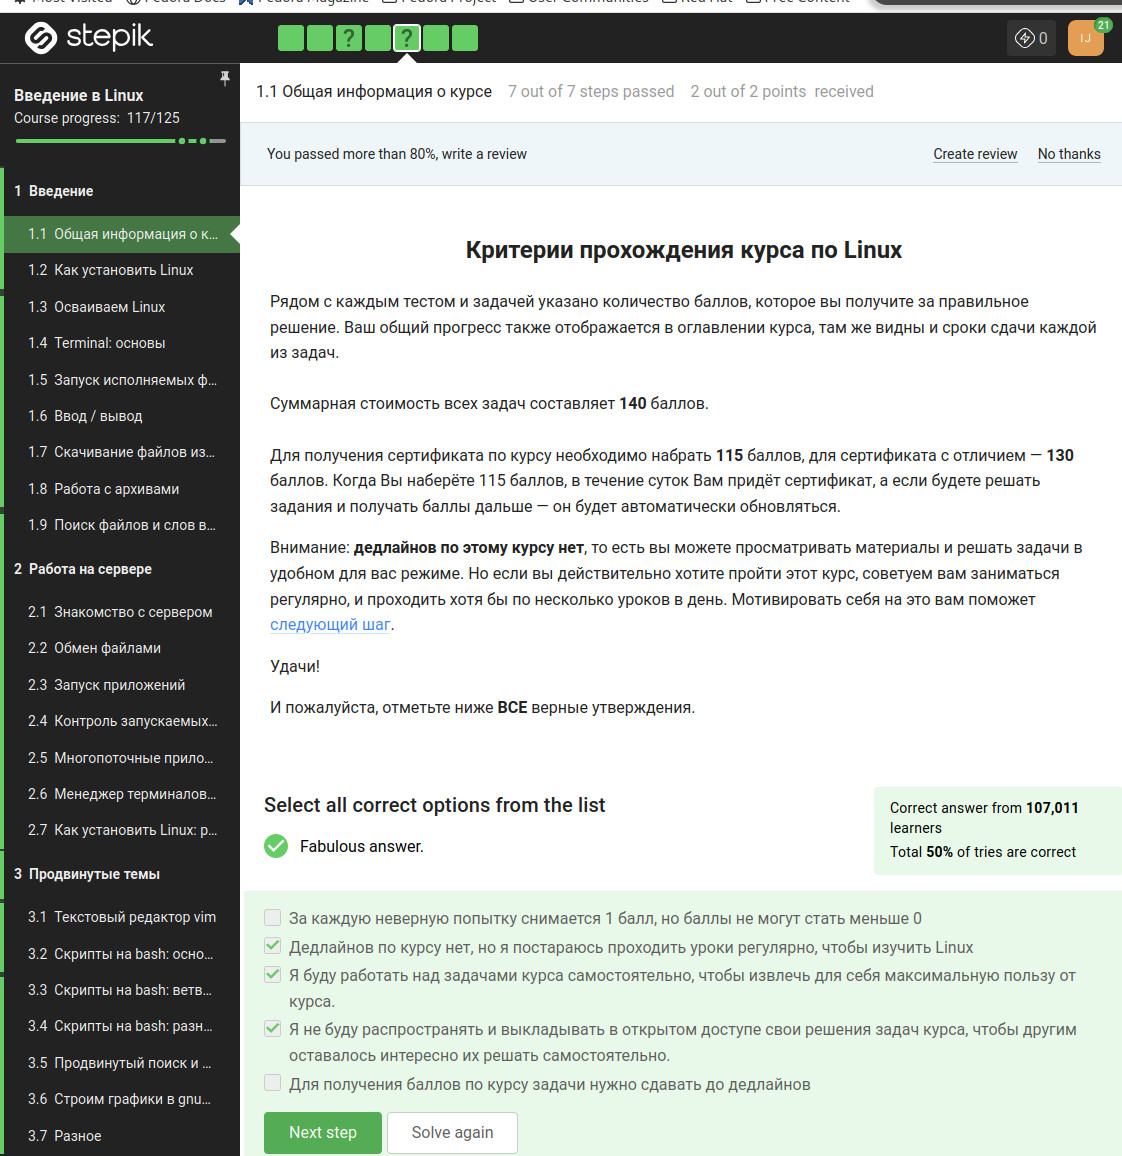 Most Visited Fedora Docs Fedora Magazine Fedora Project User Communities Red Hat Free Content
stepik
? ?
0
IJ
21
Введение в Linux
Course progress: 117/125
1 Введение
1.1 Общая информация о к...
1.2 Как установить Linux
1.3 Осваиваем Linux
1.4 Terminal: основы
1.5 Запуск исполняемых ф...
1.6 Ввод / вывод
1.7 Скачивание файлов из...
1.8 Работа с архивами
1.9 Поиск файлов и слов в...
2 Работа на сервере
2.1 Знакомство с сервером
2.2 Обмен файлами
2.3 Запуск приложений
2.4 Контроль запускаемых...
2.5 Многопоточные прило...
2.6 Менеджер терминалов...
2.7 Как установить Linux: р...
3 Продвинутые темы
3.1 Текстовый редактор vim
3.2 Скрипты на bash: осно...
3.3 Скрипты на bash: ветв...
3.4 Скрипты на bash: разн...
3.5 Продвинутый поиск и ...
3.6 Строим графики в gnu...
3.7 Разное
1.1 Общая информация о курсе 7 out of 7 steps passed 2 out of 2 points received
You passed more than 80%, write a review Create review No thanks
Критерии прохождения курса по Linux
Рядом с каждым тестом и задачей указано количество баллов, которое вы получите за правильное
решение. Ваш общий прогресс также отображается в оглавлении курса, там же видны и сроки сдачи каждой
из задач.
Суммарная стоимость всех задач составляет 140 баллов.
Для получения сертификата по курсу необходимо набрать 115 баллов, для сертификата с отличием — 130
баллов. Когда Вы наберёте 115 баллов, в течение суток Вам придёт сертификат, а если будете решать
задания и получать баллы дальше — он будет автоматически обновляться.
Внимание: дедлайнов по этому курсу нет, то есть вы можете просматривать материалы и решать задачи в
удобном для вас режиме. Но если вы действительно хотите пройти этот курс, советуем вам заниматься
регулярно, и проходить хотя бы по несколько уроков в день. Мотивировать себя на это вам поможет
следующий шаг.
Удачи!
И пожалуйста, отметьте ниже ВСЕ верные утверждения.
Select all correct options from the list
Fabulous answer.
Correct answer from 107,011
learners
Total 50% of tries are correct
За каждую неверную попытку снимается 1 балл, но баллы не могут стать меньше 0
Дедлайнов по курсу нет, но я постараюсь проходить уроки регулярно, чтобы изучить Linux
Я буду работать над задачами курса самостоятельно, чтобы извлечь для себя максимальную пользу от
курса.
Я не буду распространять и выкладывать в открытом доступе свои решения задач курса, чтобы другим
оставалось интересно их решать самостоятельно.
Для получения баллов по курсу задачи нужно сдавать до дедлайнов
Next step Solve again